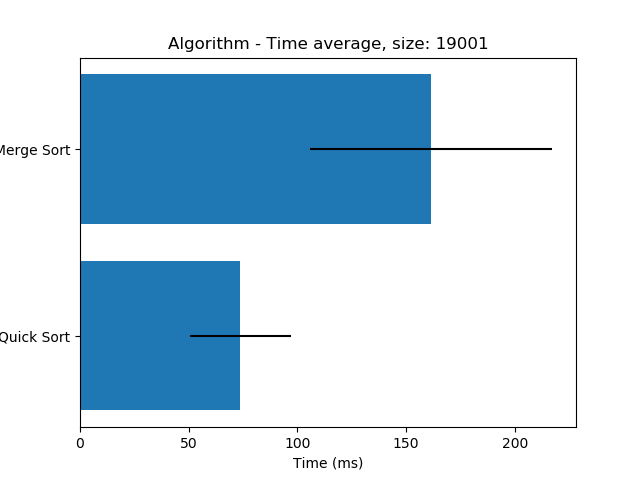 Algorithm - Time average, size: 19001
Merge Sort
Quick Sort
0 50 100 150 200
Time (ms)